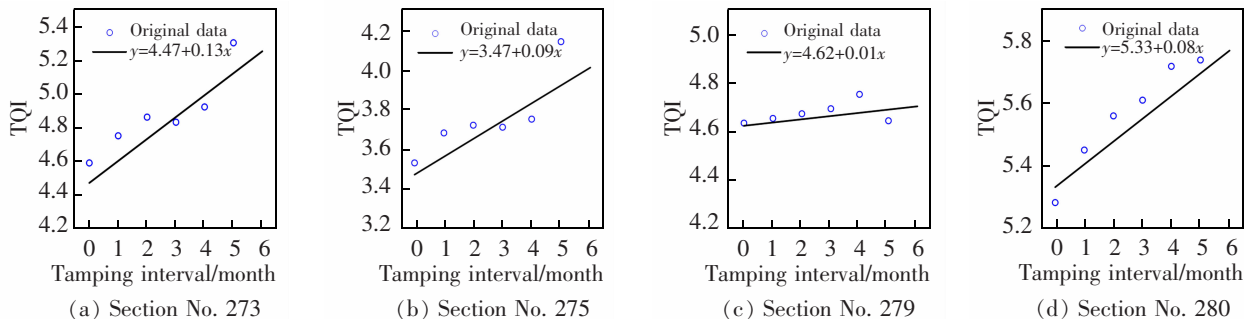 5.4
5.2
5.0
4.8
4.6
4.4
4.2
TQI
Original data
y=4.47+0.13x
0 1 2 3 4 5 6
Tamping interval/month
(a) Section No. 273
4.2
4.0
3.8
3.6
3.4
3.2
TQI
Original data
y=3.47+0.09x
0 1 2 3 4 5 6
Tamping interval/month
(b) Section No. 275
5.0
4.8
4.6
4.4
4.2
TQI
Original data
y=4.62+0.01x
0 1 2 3 4 5 6
Tamping interval/month
(c) Section No. 279
5.8
5.6
5.4
5.2
TQI
Original data
y=5.33+0.08x
0 1 2 3 4 5 6
Tamping interval/month
(d) Section No. 280